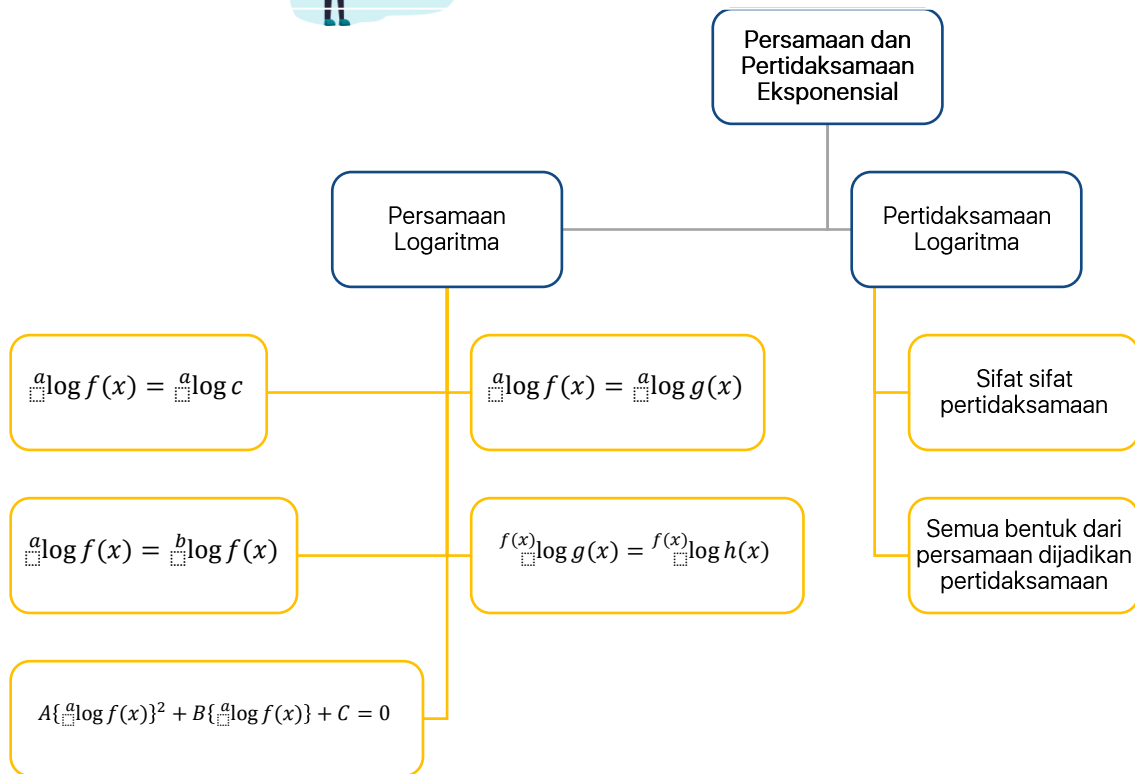 Persamaan dan
Pertidaksamaan
Eksponensial
Persamaan
Logaritma
Pertidaksamaan
Logaritma
ᵃlog f(x) = ᵃlog c
ᵃlog f(x) = ᵃlog g(x)
Sifat sifat
pertidaksamaan
ᵃlog f(x) = ᵇlog f(x)
ᶠ⁽ˣ⁾log g(x) = ᶠ⁽ˣ⁾log h(x)
Semua bentuk dari
persamaan dijadikan
pertidaksamaan
A{ᵃlog f(x)}² + B{ᵃlog f(x)} + C = 0